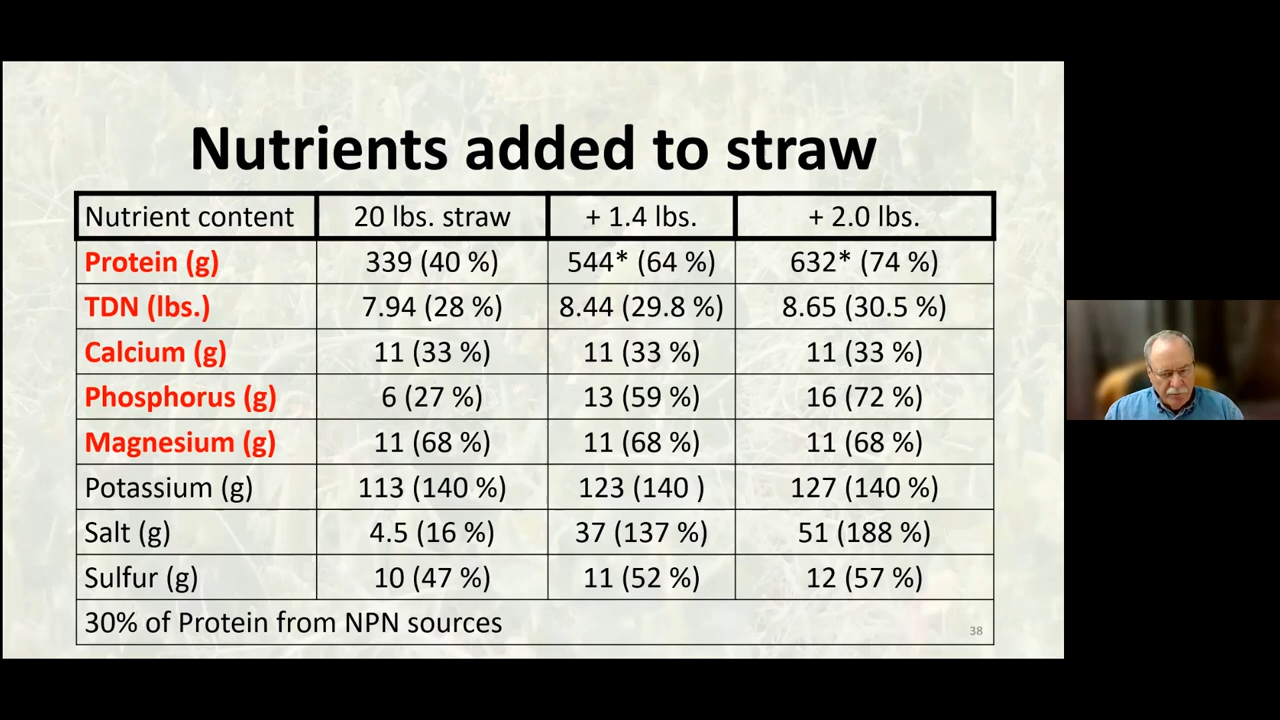 Nutrients added to straw
Nutrient content 20 lbs. straw + 1.4 lbs. + 2.0 lbs.
Protein (g) 339 (40 %) 544* (64 %) 632* (74 %)
TDN (lbs.) 7.94 (28 %) 8.44 (29.8 %) 8.65 (30.5 %)
Calcium (g) 11 (33 %) 11 (33 %) 11 (33 %)
Phosphorus (g) 6 (27 %) 13 (59 %) 16 (72 %)
Magnesium (g) 11 (68 %) 11 (68 %) 11 (68 %)
Potassium (g) 113 (140 %) 123 (140 ) 127 (140 %)
Salt (g) 4.5 (16 %) 37 (137 %) 51 (188 %)
Sulfur (g) 10 (47 %) 11 (52 %) 12 (57 %)
30% of Protein from NPN sources
38